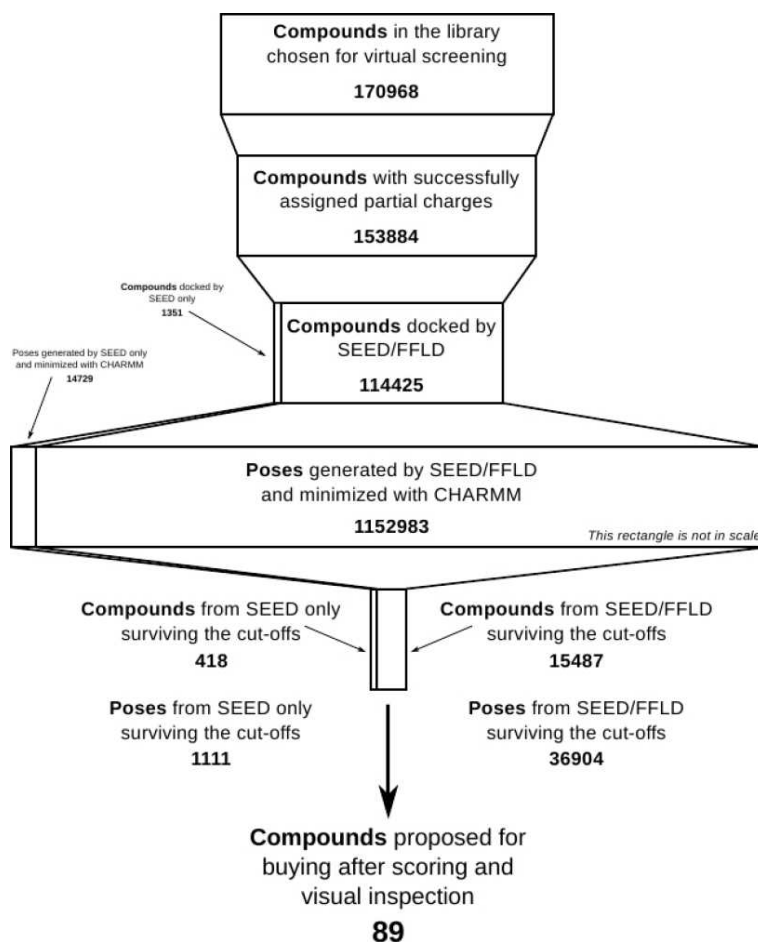 Compounds in the library
chosen for virtual screening
170968
Compounds with successfully
assigned partial charges
153884
Compounds docked by
SEED only
1351
Compounds docked by
SEED/FFLD
114425
Poses generated by SEED only
and minimized with CHARMM
14729
Poses generated by SEED/FFLD
and minimized with CHARMM
1152983
This rectangle is not in scale
Compounds from SEED only
surviving the cut-offs
418
Compounds from SEED/FFLD
surviving the cut-offs
15487
Poses from SEED only
surviving the cut-offs
1111
Poses from SEED/FFLD
surviving the cut-offs
36904
Compounds proposed for
buying after scoring and
visual inspection
89